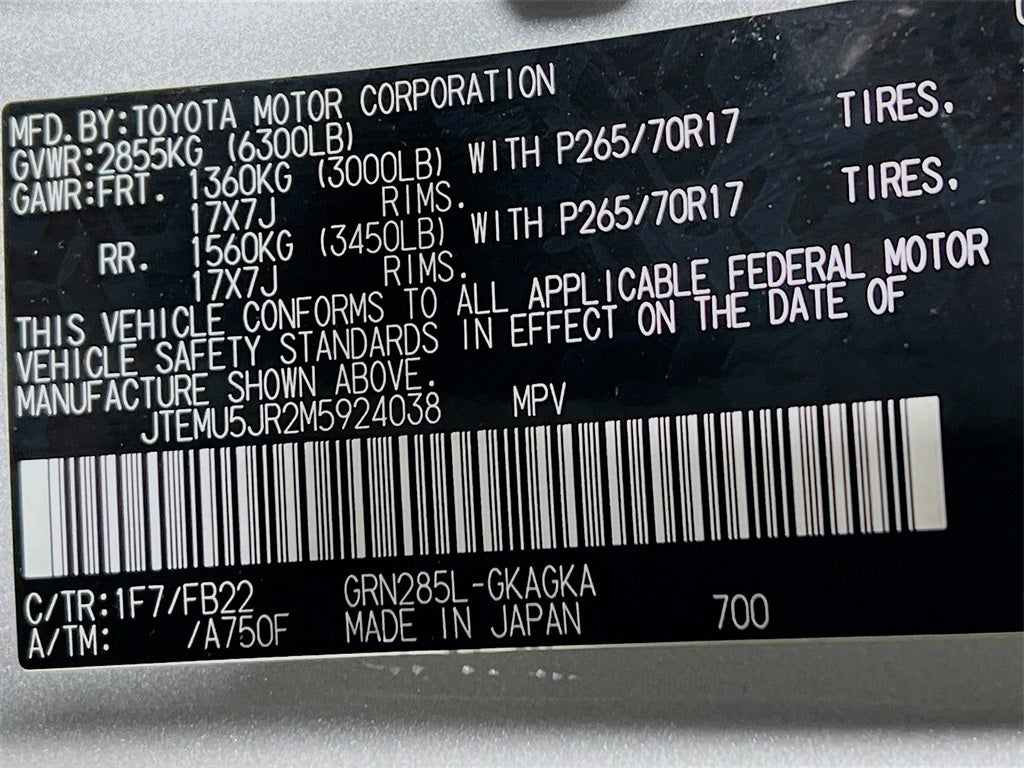 MFD. BY: TOYOTA MOTOR CORPORATION
GVWR: 2855KG (6300LB)
GAWR: FRT. 1360KG (3000LB) WITH P265/70R17 TIRES.
17X7J RIMS.
RR. 1560KG (3450LB) WITH P265/70R17 TIRES.
17X7J RIMS.
THIS VEHICLE CONFORMS TO ALL APPLICABLE FEDERAL MOTOR
VEHICLE SAFETY STANDARDS IN EFFECT ON THE DATE OF
MANUFACTURE SHOWN ABOVE.
JTEMU5JR2M5924038 MPV
C/TR: 1F7/FB22 GRN285L-GKAGKA
A/TM: /A750F MADE IN JAPAN 700